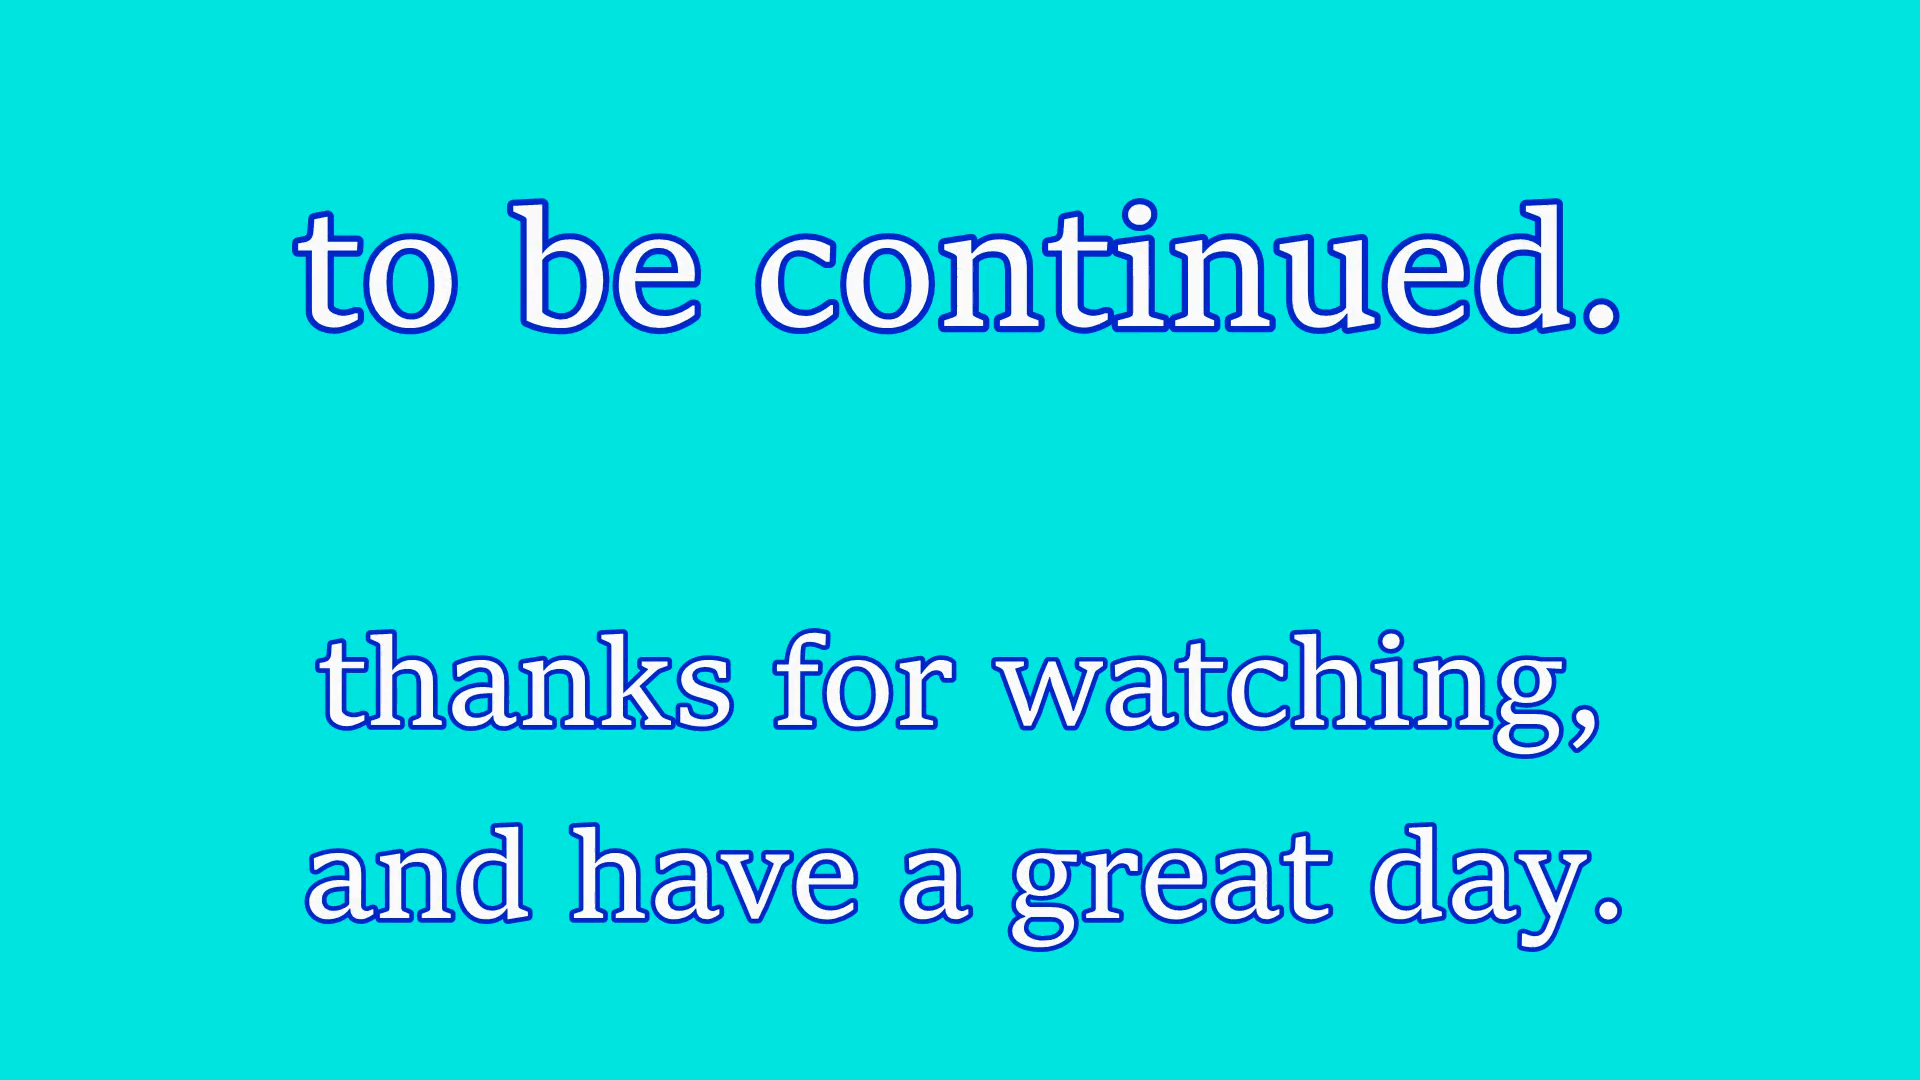 to be continued.
thanks for watching,
and have a great day.